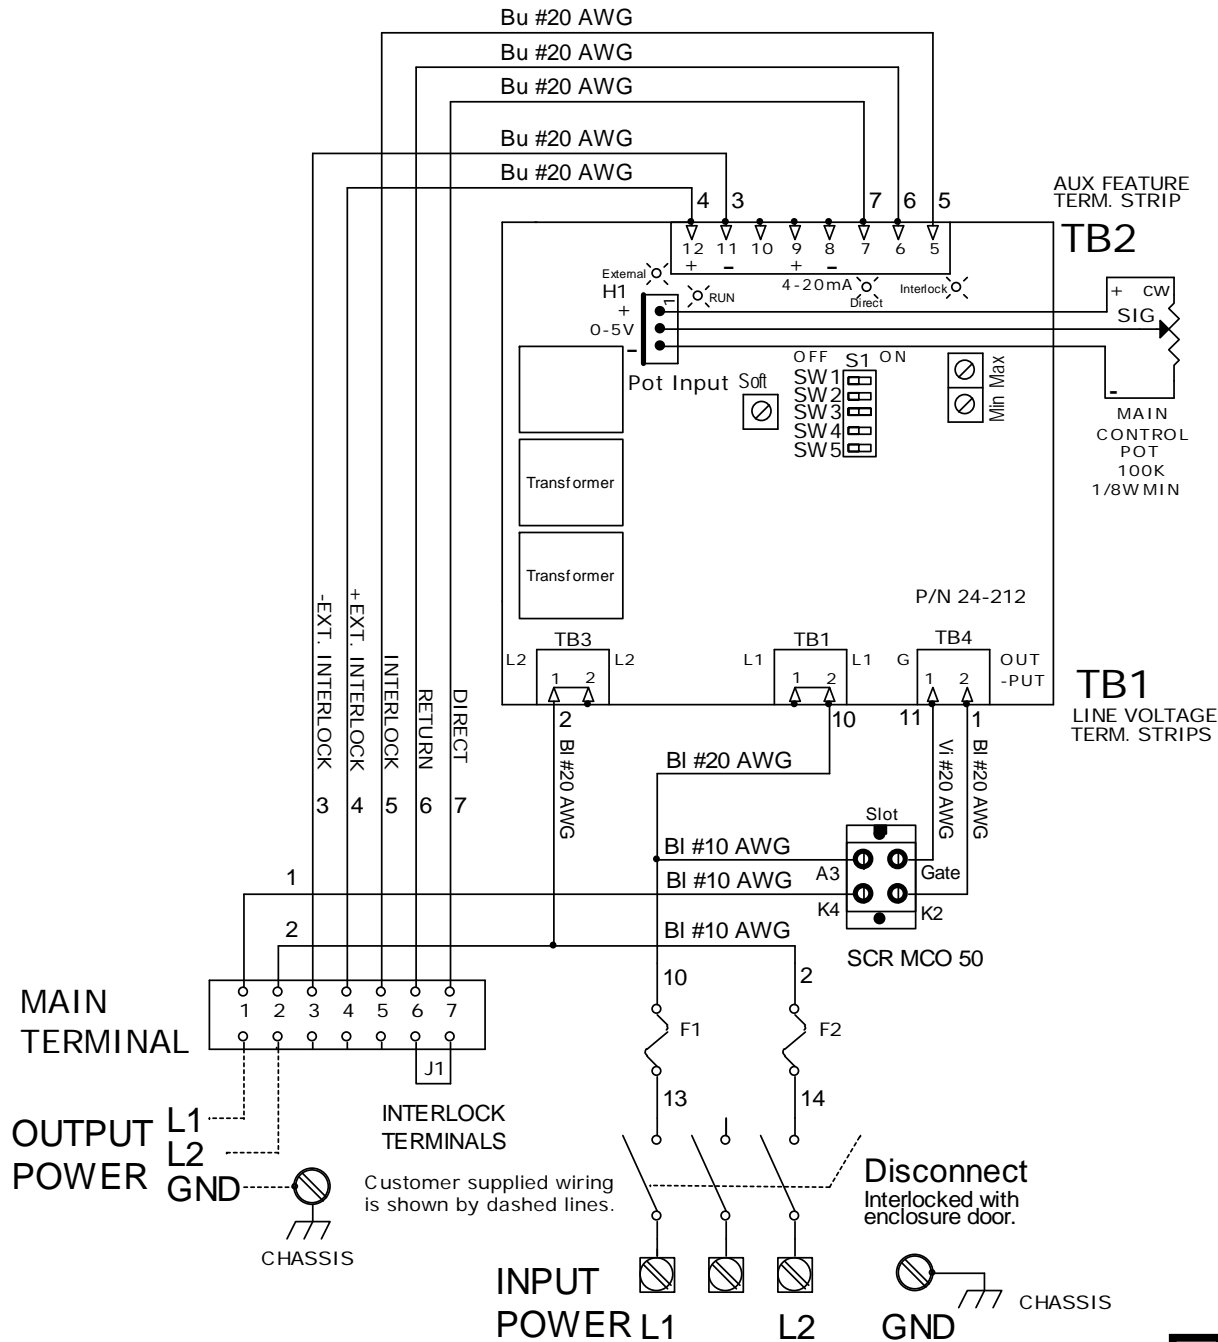 Bu #20 AWG
Bu #20 AWG
Bu #20 AWG
Bu #20 AWG
Bu #20 AWG
4 3 7 6 5
AUX FEATURE
TERM. STRIP
TB2
12 11 10 9 8 7 6 5
+ - + -
4-20mA
External
RUN
Direct
Interlock
H1
1
+
0-5V
-
Pot Input
+ CW
SIG
-
MAIN
CONTROL
POT
100K
1/8W MIN
Soft
OFF S1 ON
SW1
SW2
SW3
SW4
SW5
Max
Min
Transformer
Transformer
P/N 24-212
TB3
L2 L2
1 2
TB1
L1 L1
1 2
TB4
G
1 2
OUT
-PUT
TB1
LINE VOLTAGE
TERM. STRIPS
2
10
11
1
Bl #20 AWG
Bl #20 AWG
Vi #20 AWG
Bl #20 AWG
-EXT. INTERLOCK
+EXT. INTERLOCK
INTERLOCK
RETURN
DIRECT
3 4 5 6 7
Slot
A3 Gate
K4 K2
SCR MCO 50
Bl #10 AWG
1
Bl #10 AWG
2
Bl #10 AWG
10
2
MAIN
TERMINAL
1 2 3 4 5 6 7
J1
F1
F2
13
14
OUTPUT
POWER
L1
L2
GND
CHASSIS
INTERLOCK
TERMINALS
Customer supplied wiring
is shown by dashed lines.
Disconnect
Interlocked with
enclosure door.
INPUT
POWER
L1
L2
GND
CHASSIS